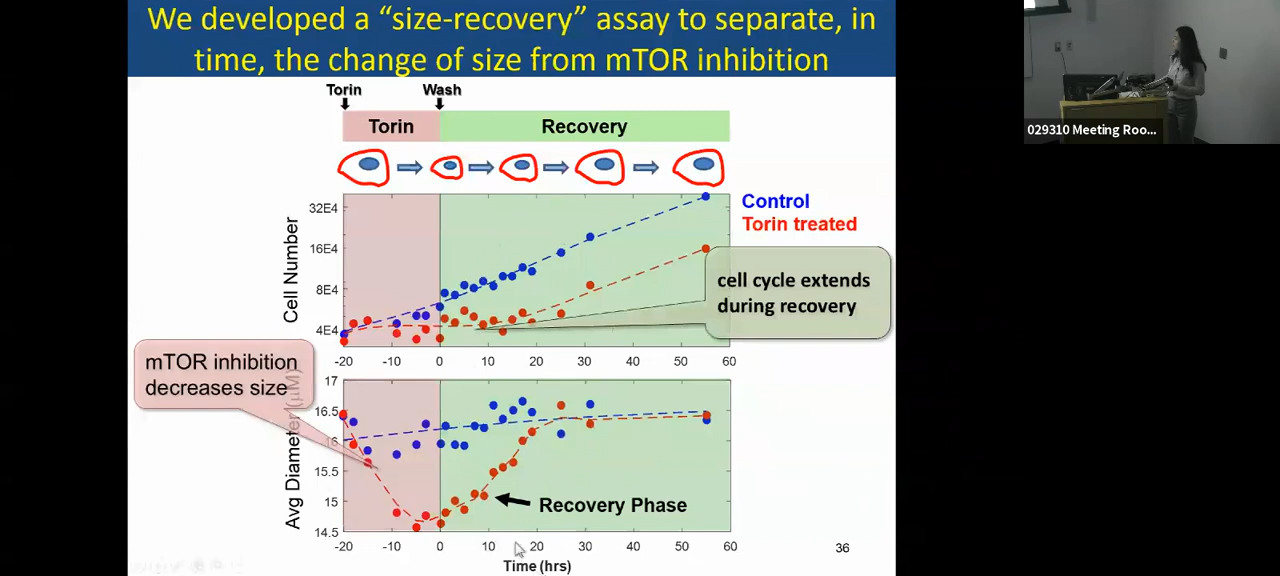 We developed a “size-recovery” assay to separate, in
time, the change of size from mTOR inhibition
029310 Meeting Roo...
Torin
Wash
Torin
Recovery
Control
Torin treated
Cell Number
32E4
16E4
8E4
4E4
cell cycle extends
during recovery
-20 -10 0 10 20 30 40 50 60
mTOR inhibition
decreases size
Avg Diameter (μM)
17
16.5
16
15.5
15
14.5
Recovery Phase
-20 -10 0 10 20 30 40 50 60
Time (hrs)
36